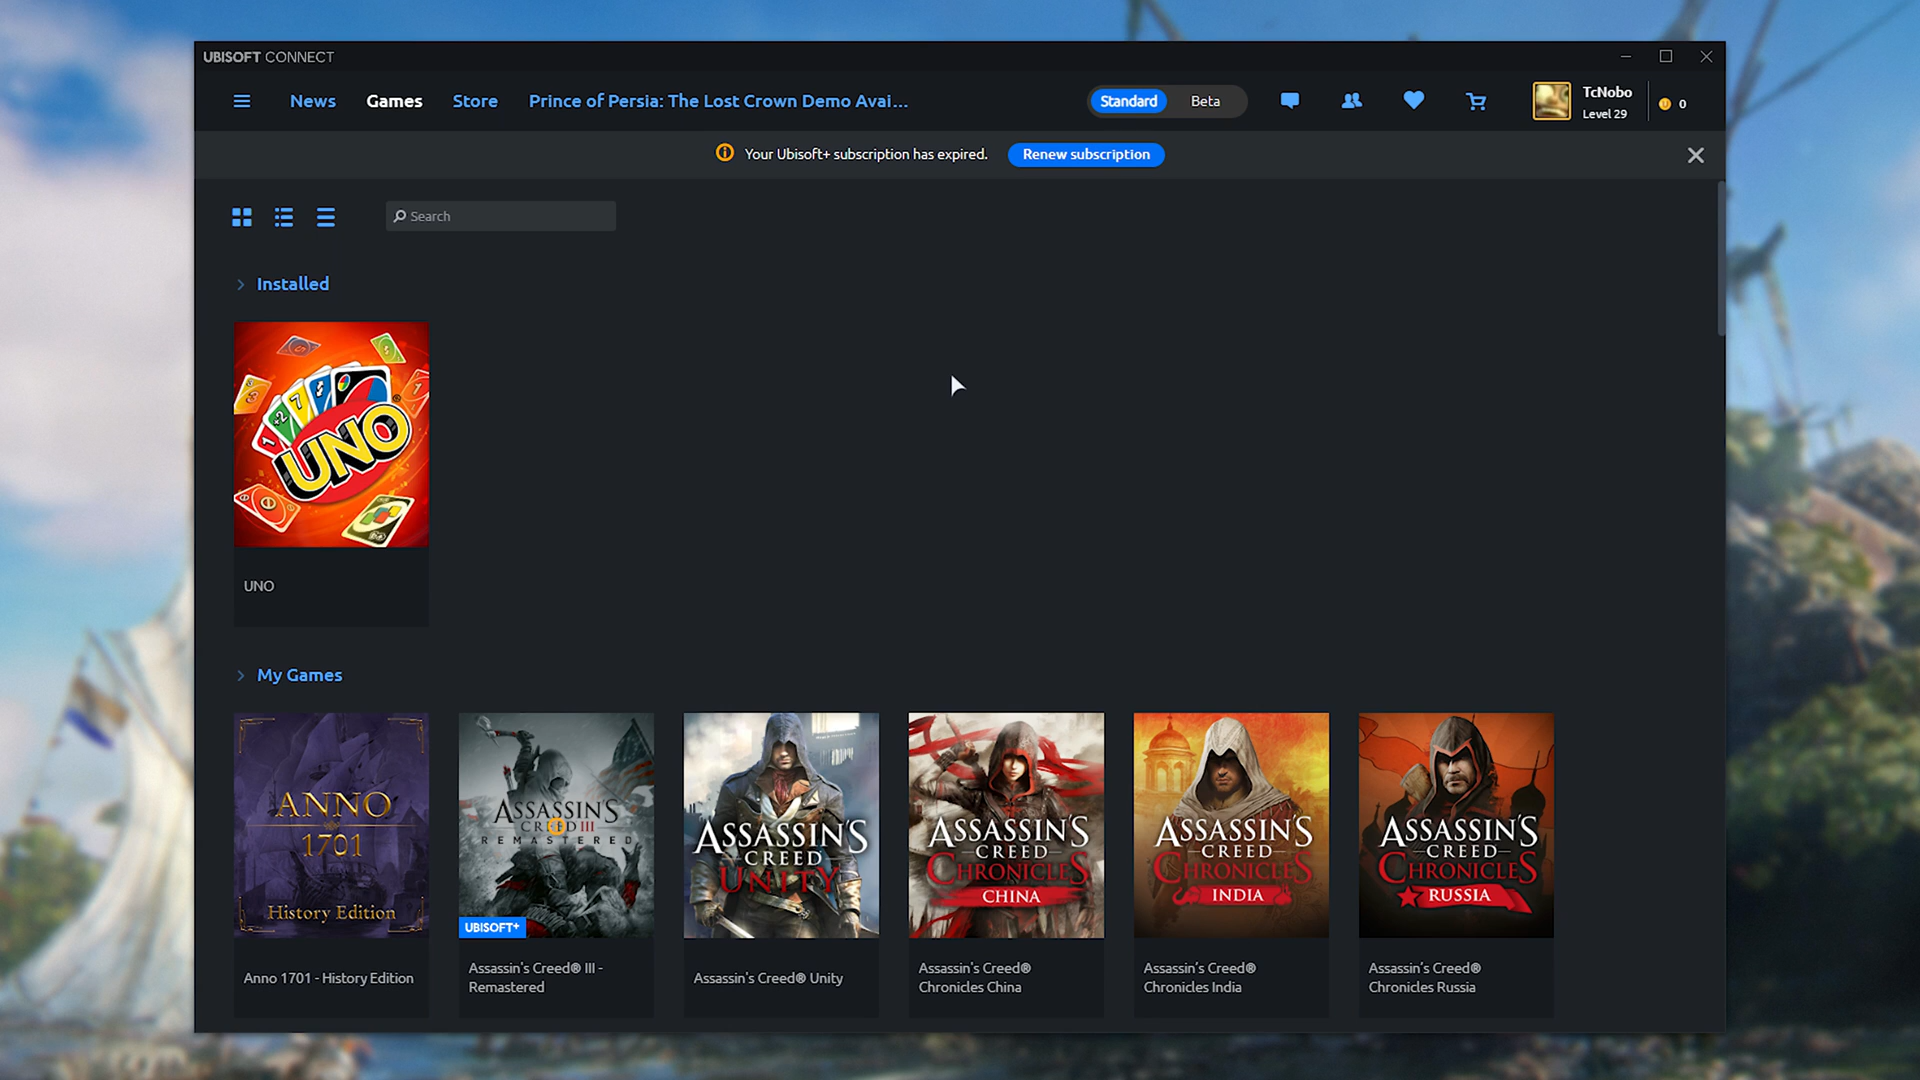 UBISOFT CONNECT
News
Games
Store
Prince of Persia: The Lost Crown Demo Avai...
Standard
Beta
TcNobo
Level 29
0
Your Ubisoft+ subscription has expired.
Renew subscription
Search
Installed
UNO
UNO
My Games
ANNO
1701
History Edition
Anno 1701 - History Edition
ASSASSIN'S
CREED III
REMASTERED
UBISOFT+
Assassin's Creed® III -
Remastered
ASSASSIN'S
CREED
UNITY
Assassin's Creed® Unity
ASSASSIN'S
CREED
CHRONICLES
CHINA
Assassin's Creed®
Chronicles China
ASSASSIN'S
CREED
CHRONICLES
INDIA
Assassin's Creed®
Chronicles India
ASSASSIN'S
CREED
CHRONICLES
RUSSIA
Assassin's Creed®
Chronicles Russia